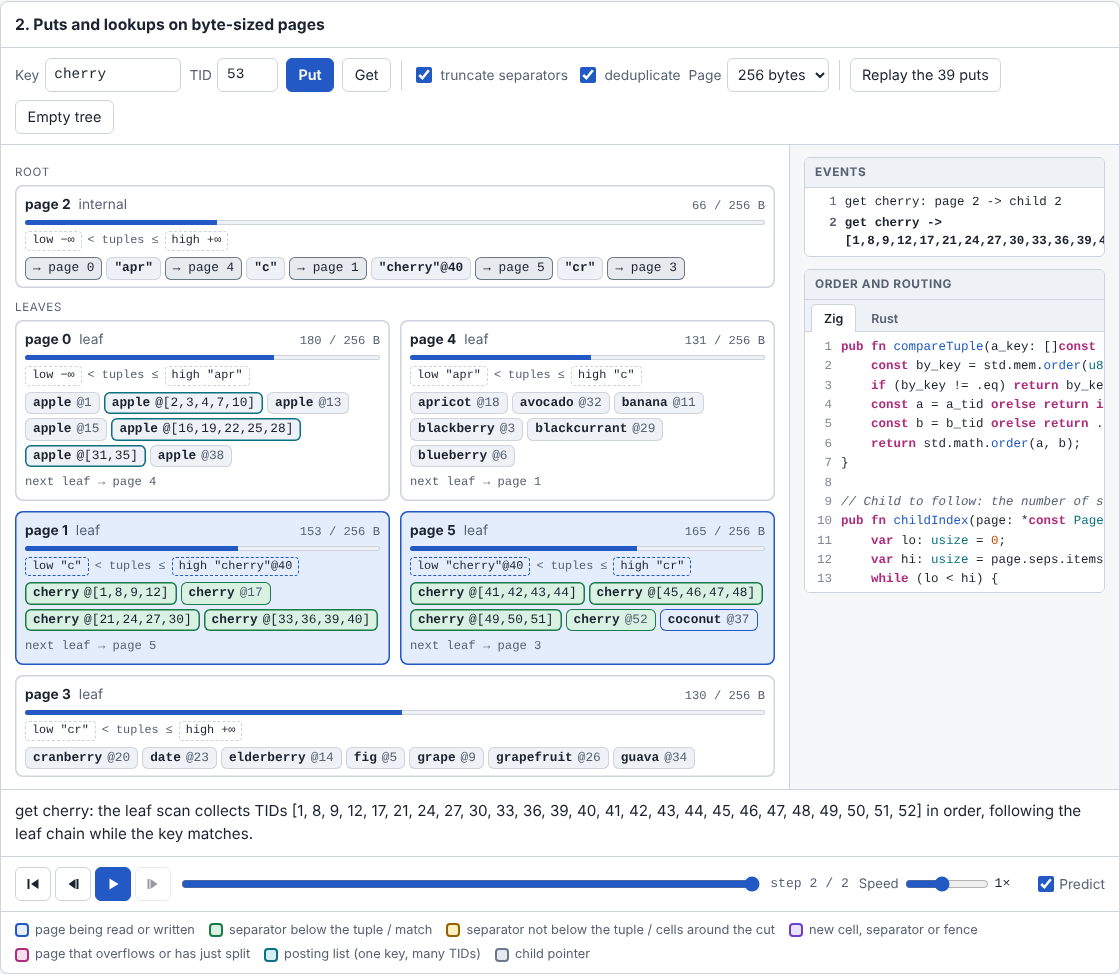 2. Puts and lookups on byte-sized pages
Key cherry TID 53 Put Get truncate separators deduplicate Page 256 bytes Replay the 39 puts
Empty tree
ROOT
page 2 internal 66 / 256 B
low −∞ < tuples ≤ high +∞
→ page 0 "apr" → page 4 "c" → page 1 "cherry"@40 → page 5 "cr" → page 3
LEAVES
page 0 leaf 180 / 256 B
low −∞ < tuples ≤ high "apr"
apple @1 apple @[2,3,4,7,10] apple @13
apple @15 apple @[16,19,22,25,28]
apple @[31,35] apple @38
next leaf → page 4
page 4 leaf 131 / 256 B
low "apr" < tuples ≤ high "c"
apricot @18 avocado @32 banana @11
blackberry @3 blackcurrant @29
blueberry @6
next leaf → page 1
page 1 leaf 153 / 256 B
low "c" < tuples ≤ high "cherry"@40
cherry @[1,8,9,12] cherry @17
cherry @[21,24,27,30] cherry @[33,36,39,40]
next leaf → page 5
page 5 leaf 165 / 256 B
low "cherry"@40 < tuples ≤ high "cr"
cherry @[41,42,43,44] cherry @[45,46,47,48]
cherry @[49,50,51] cherry @52 coconut @37
next leaf → page 3
page 3 leaf 130 / 256 B
low "cr" < tuples ≤ high +∞
cranberry @20 date @23 elderberry @14 fig @5 grape @9 grapefruit @26 guava @34
EVENTS
1 get cherry: page 2 -> child 2
2 get cherry ->
[1,8,9,12,17,21,24,27,30,33,36,39,4
ORDER AND ROUTING
Zig Rust
1 pub fn compareTuple(a_key: []const
2 const by_key = std.mem.order(u8
3 if (by_key != .eq) return by_ke
4 const a = a_tid orelse return i
5 const b = b_tid orelse return .
6 return std.math.order(a, b);
7 }
8
9 // Child to follow: the number of s
10 pub fn childIndex(page: *const Page
11 var lo: usize = 0;
12 var hi: usize = page.seps.items
13 while (lo < hi) {
get cherry: the leaf scan collects TIDs [1, 8, 9, 12, 17, 21, 24, 27, 30, 33, 36, 39, 40, 41, 42, 43, 44, 45, 46, 47, 48, 49, 50, 51, 52] in order, following the
leaf chain while the key matches.
step 2 / 2 Speed 1× Predict
page being read or written separator below the tuple / match separator not below the tuple / cells around the cut new cell, separator or fence
page that overflows or has just split posting list (one key, many TIDs) child pointer